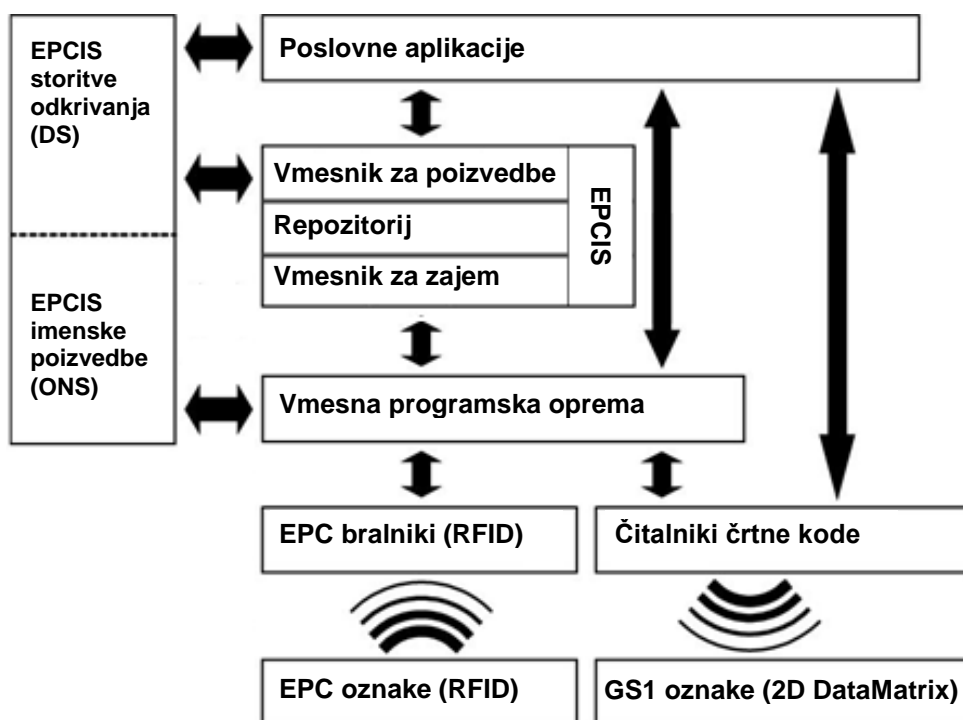 EPCIS
storitve
odkrivanja
(DS)
EPCIS
imenske
poizvedbe
(ONS)
Poslovne aplikacije
Vmesnik za poizvedbe
Repozitorij
Vmesnik za zajem
EPCIS
Vmesna programska oprema
EPC bralniki (RFID)
Čitalniki črtne kode
EPC oznake (RFID)
GS1 oznake (2D DataMatrix)